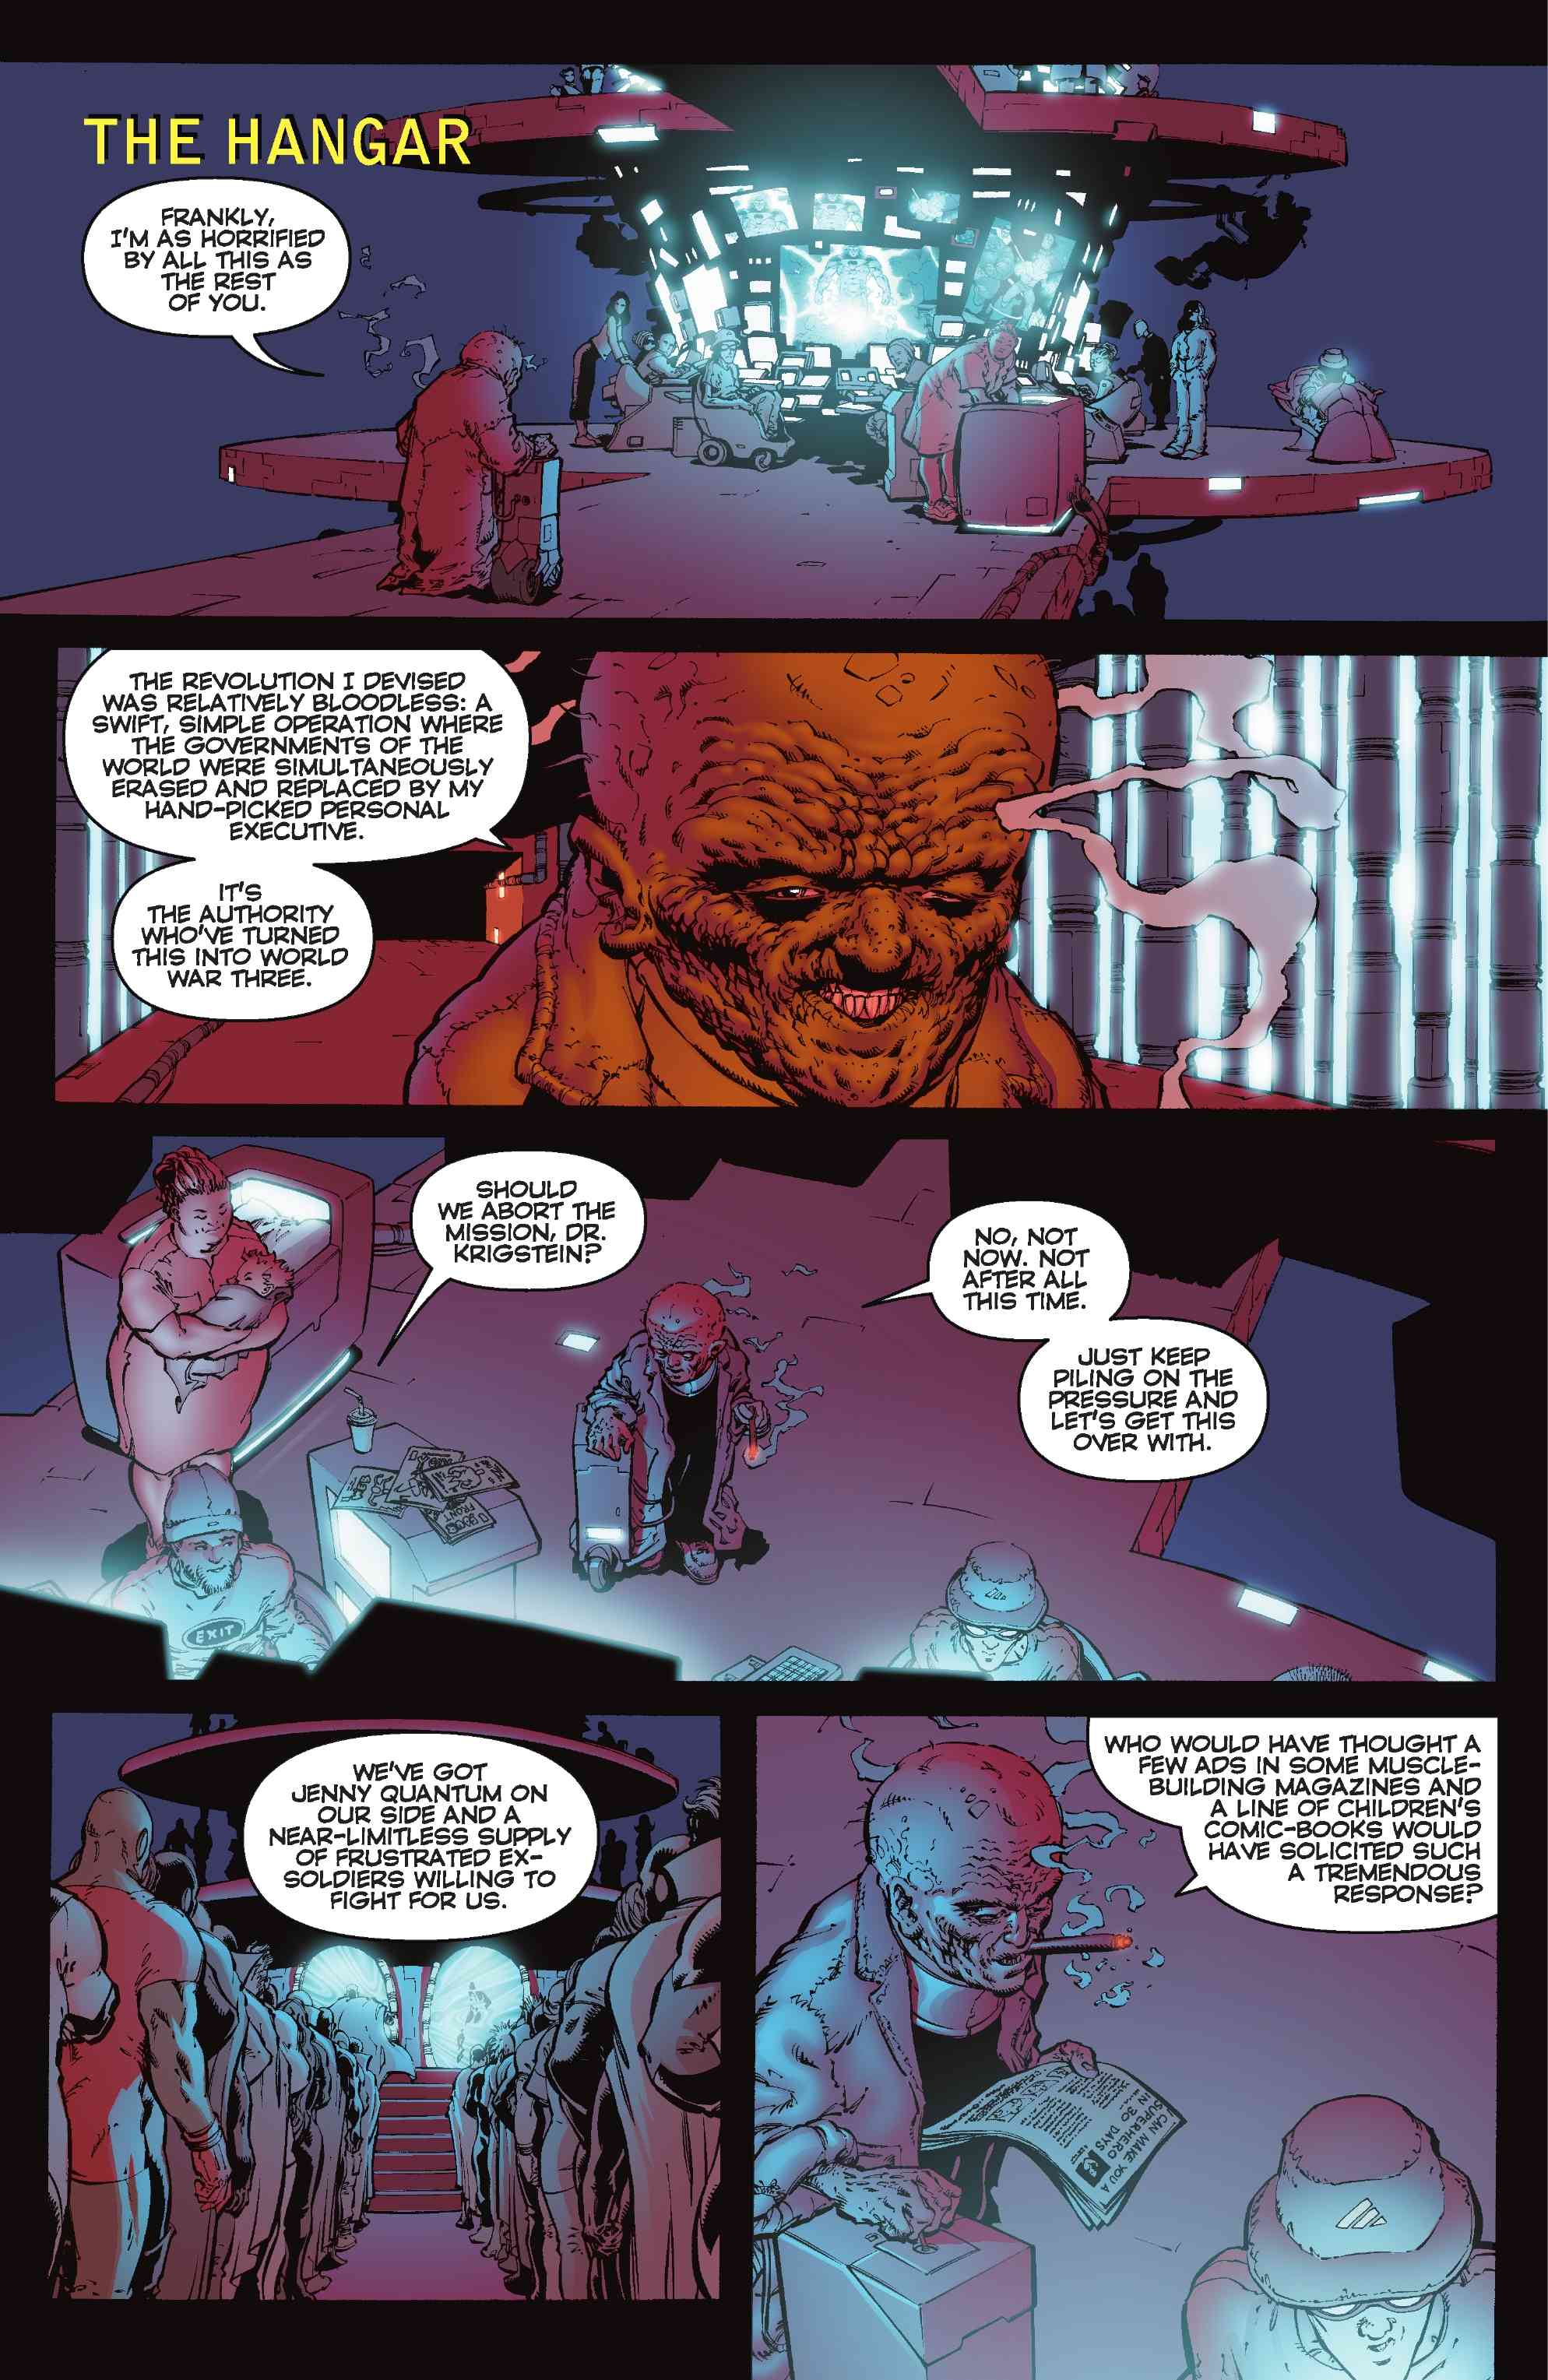 THE HANGAR
FRANKLY,
I'M AS HORRIFIED
BY ALL THIS AS
THE REST
OF YOU.
THE REVOLUTION I DEVISED
WAS RELATIVELY BLOODLESS: A
SWIFT, SIMPLE OPERATION WHERE
THE GOVERNMENTS OF THE
WORLD WERE SIMULTANEOUSLY
ERASED AND REPLACED BY MY
HAND-PICKED PERSONAL
EXECUTIVE.
IT'S
THE AUTHORITY
WHO'VE TURNED
THIS INTO WORLD
WAR THREE.
SHOULD
WE ABORT THE
MISSION, DR.
KRIGSTEIN?
NO, NOT
NOW. NOT
AFTER ALL
THIS TIME.
JUST KEEP
PILING ON THE
PRESSURE AND
LET'S GET THIS
OVER WITH.
FRONT
EXIT
WE'VE GOT
JENNY QUANTUM ON
OUR SIDE AND A
NEAR-LIMITLESS SUPPLY
OF FRUSTRATED EX-
SOLDIERS WILLING TO
FIGHT FOR US.
WHO WOULD HAVE THOUGHT A
FEW ADS IN SOME MUSCLE-
BUILDING MAGAZINES AND
A LINE OF CHILDREN'S
COMIC-BOOKS WOULD
HAVE SOLICITED SUCH
A TREMENDOUS
RESPONSE?
I CAN MAKE YOU A
SUPERHERO
IN 30 DAYS